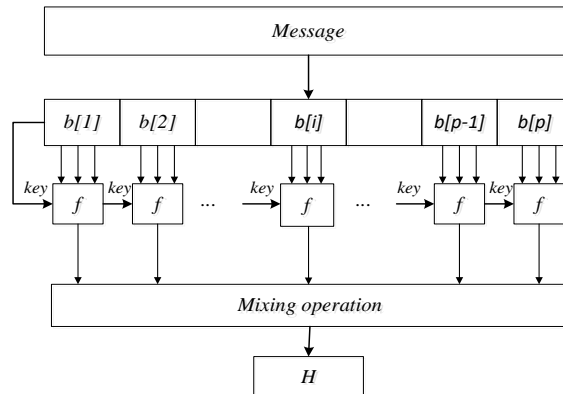 Message
b[1] b[2] b[i] b[p-1] b[p]
key key key key key
f f ... f ... f f
Mixing operation
H